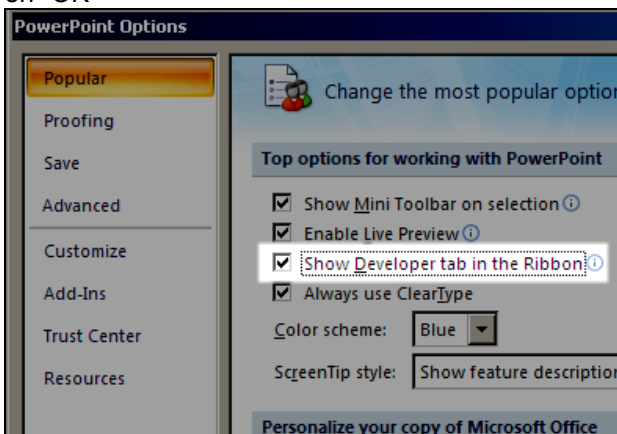 PowerPoint Options
Popular
Proofing
Save
Advanced
Customize
Add-Ins
Trust Center
Resources
Change the most popular
Top options for working with PowerPoint
Show Mini Toolbar on selection
Enable Live Preview
Show Developer tab in the Ribbon
Always use ClearType
Color scheme: Blue
ScreenTip style: Show feature
Personalize your copy of Microsoft Office